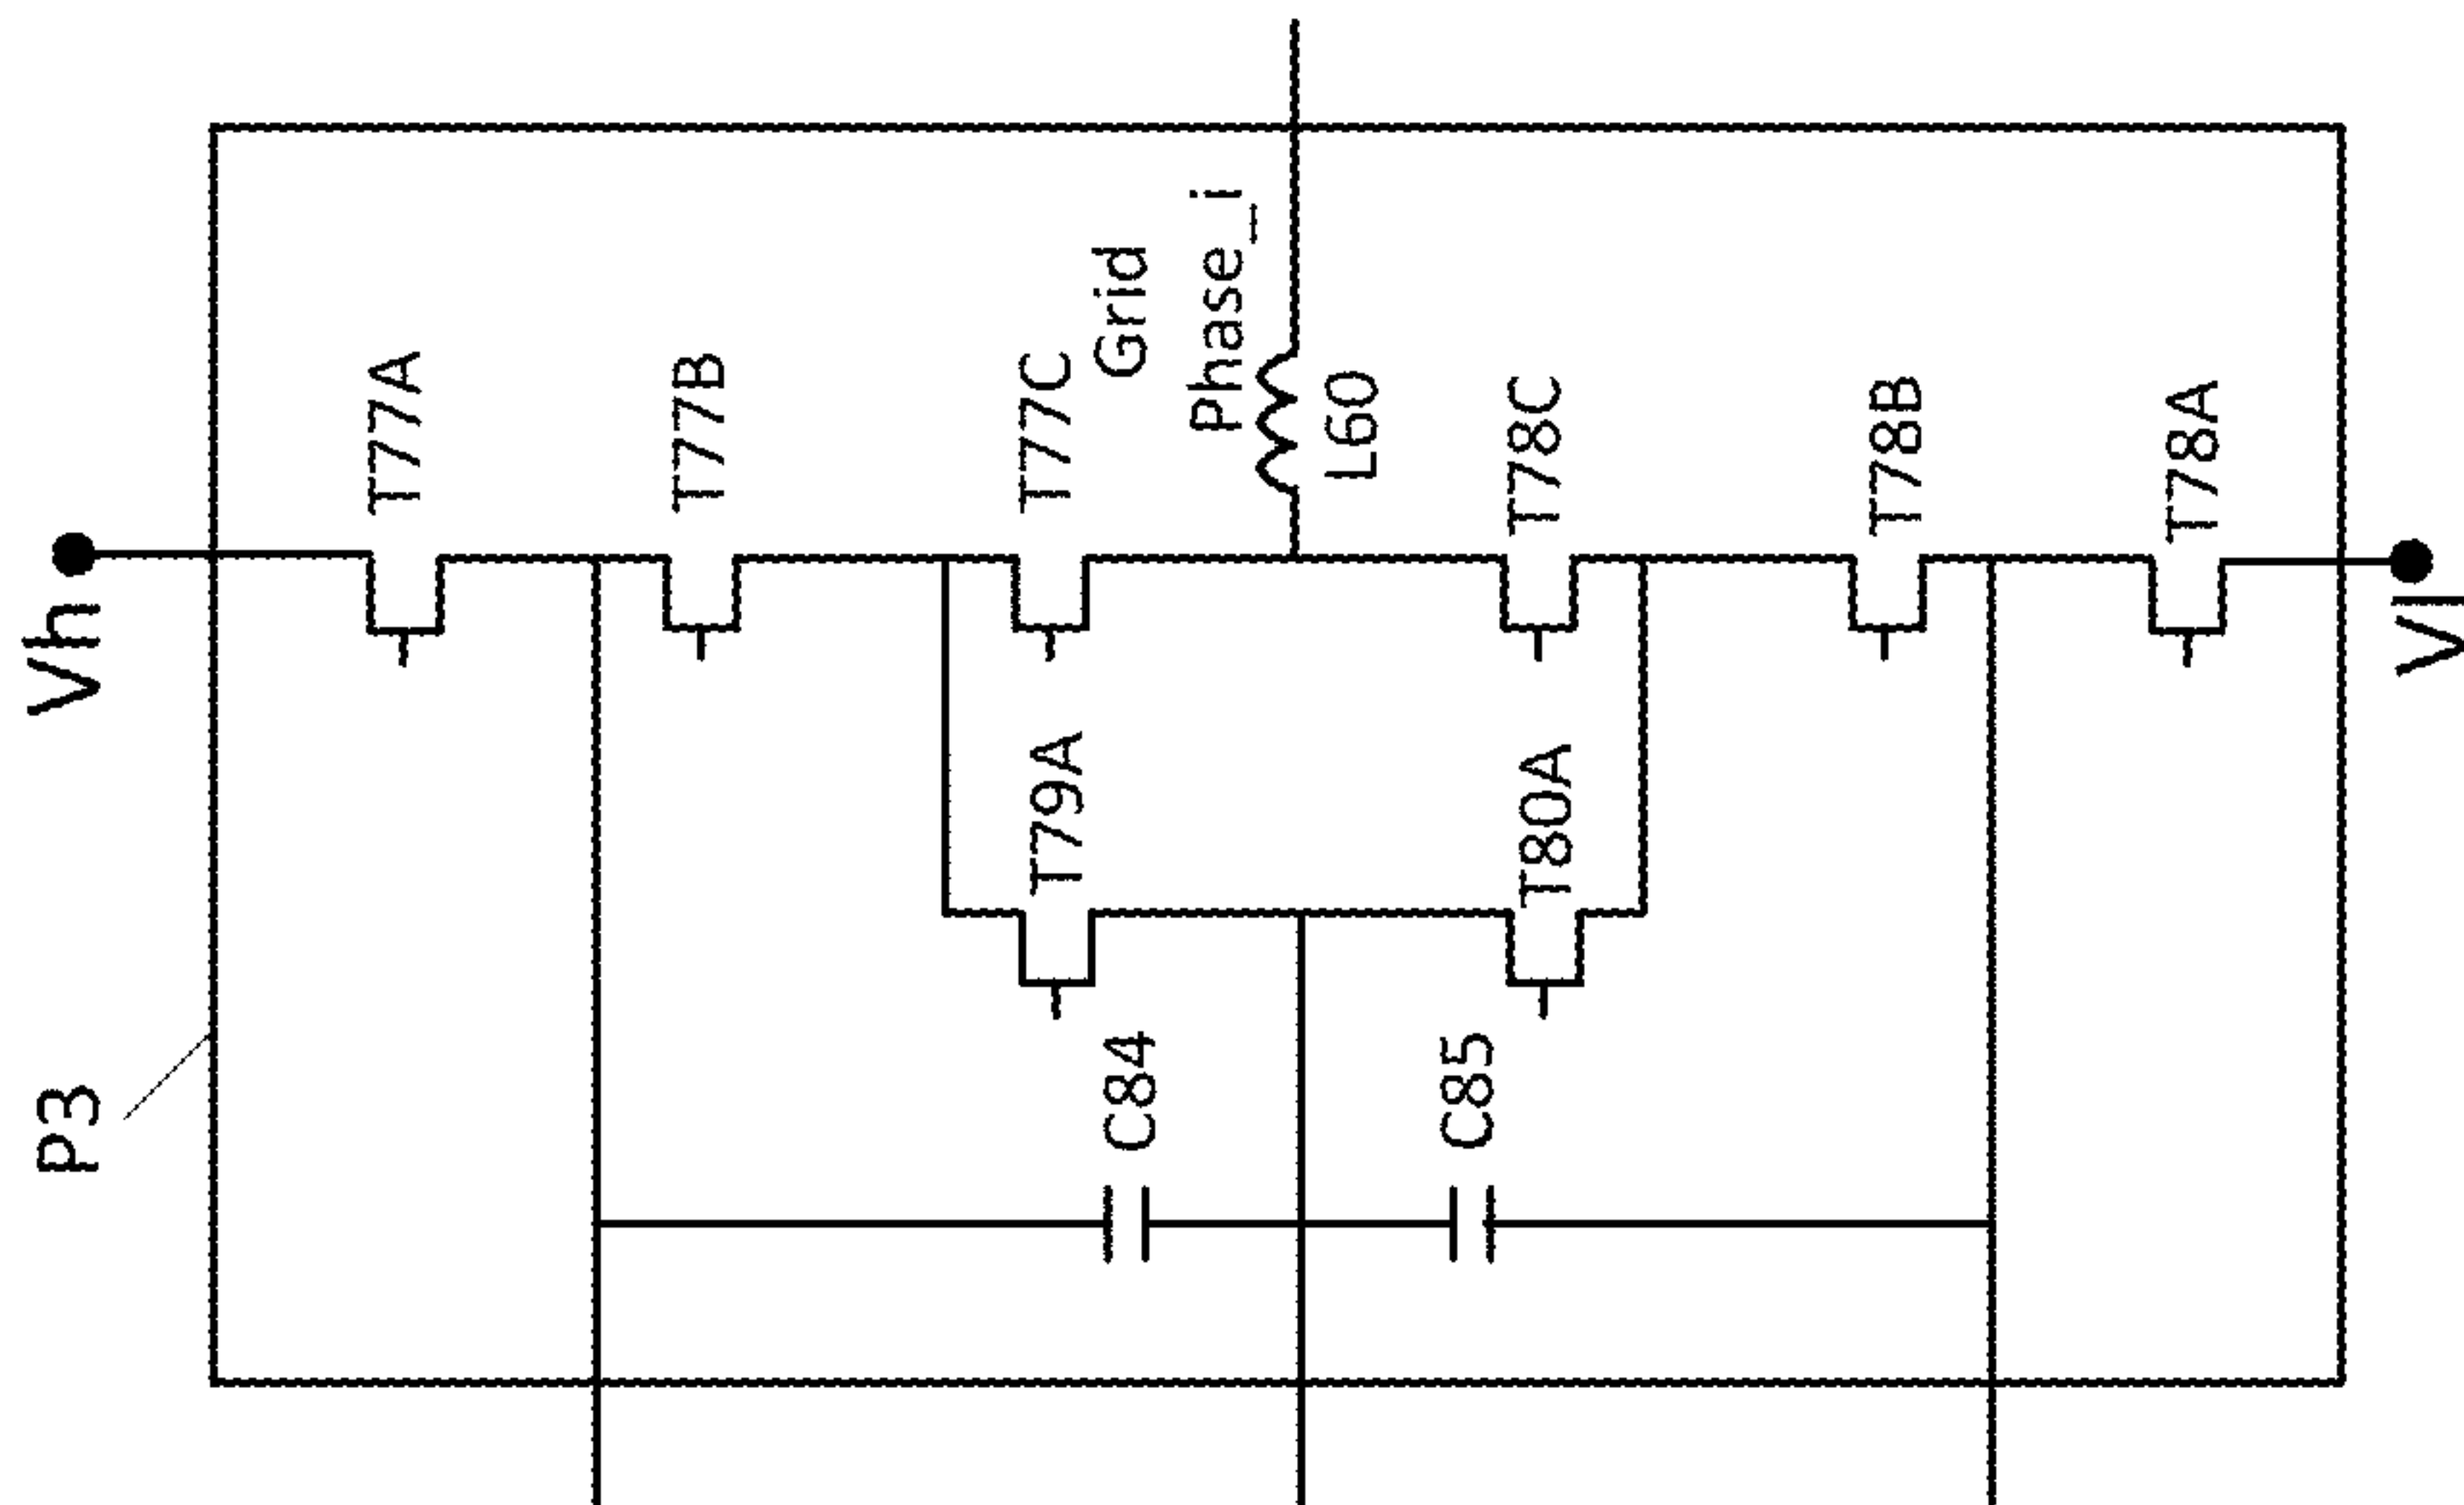 Vh
P3
T77A
T77B
T77C
Grid
Phase_i
L60
T78C
T78B
T78A
T79A
T80A
C84
C85
Vl